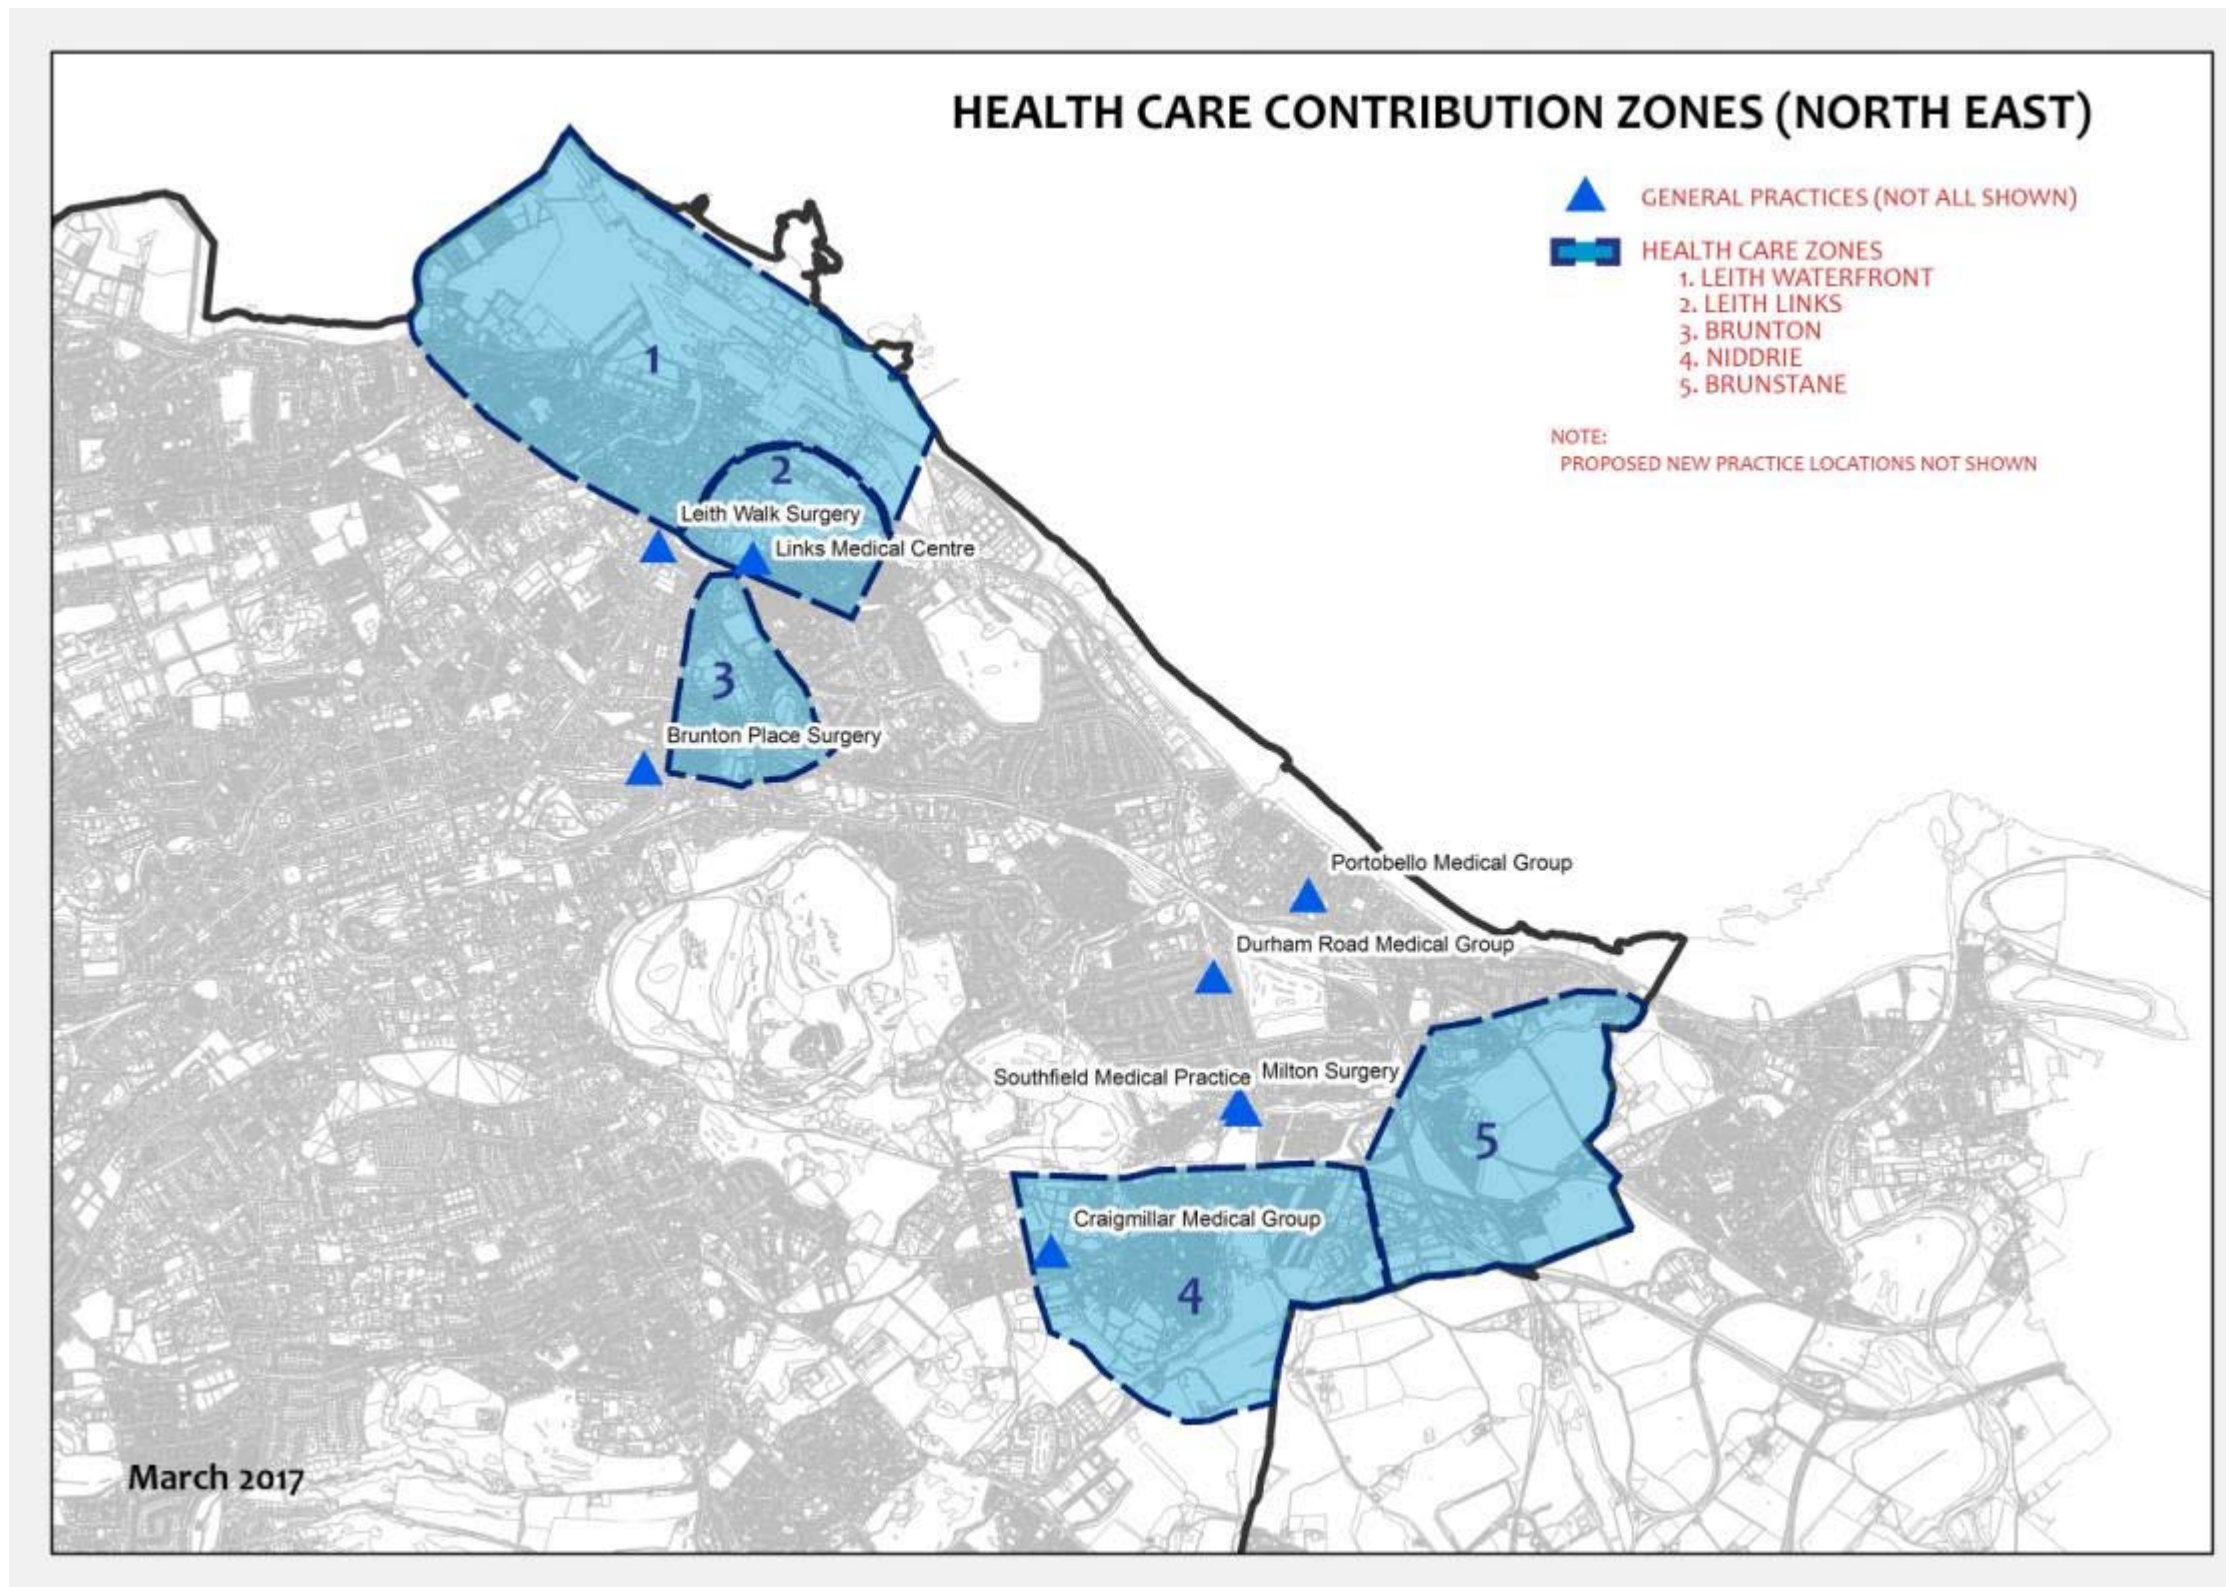 HEALTH CARE CONTRIBUTION ZONES (NORTH EAST)
GENERAL PRACTICES (NOT ALL SHOWN)
HEALTH CARE ZONES
1. LEITH WATERFRONT
2. LEITH LINKS
3. BRUNTON
4. NIDDRIE
5. BRUNSTANE
NOTE:
PROPOSED NEW PRACTICE LOCATIONS NOT SHOWN
1
2
Leith Walk Surgery
Links Medical Centre
3
Brunton Place Surgery
Portobello Medical Group
Durham Road Medical Group
Southfield Medical Practice
Milton Surgery
5
Craigmillar Medical Group
4
March 2017